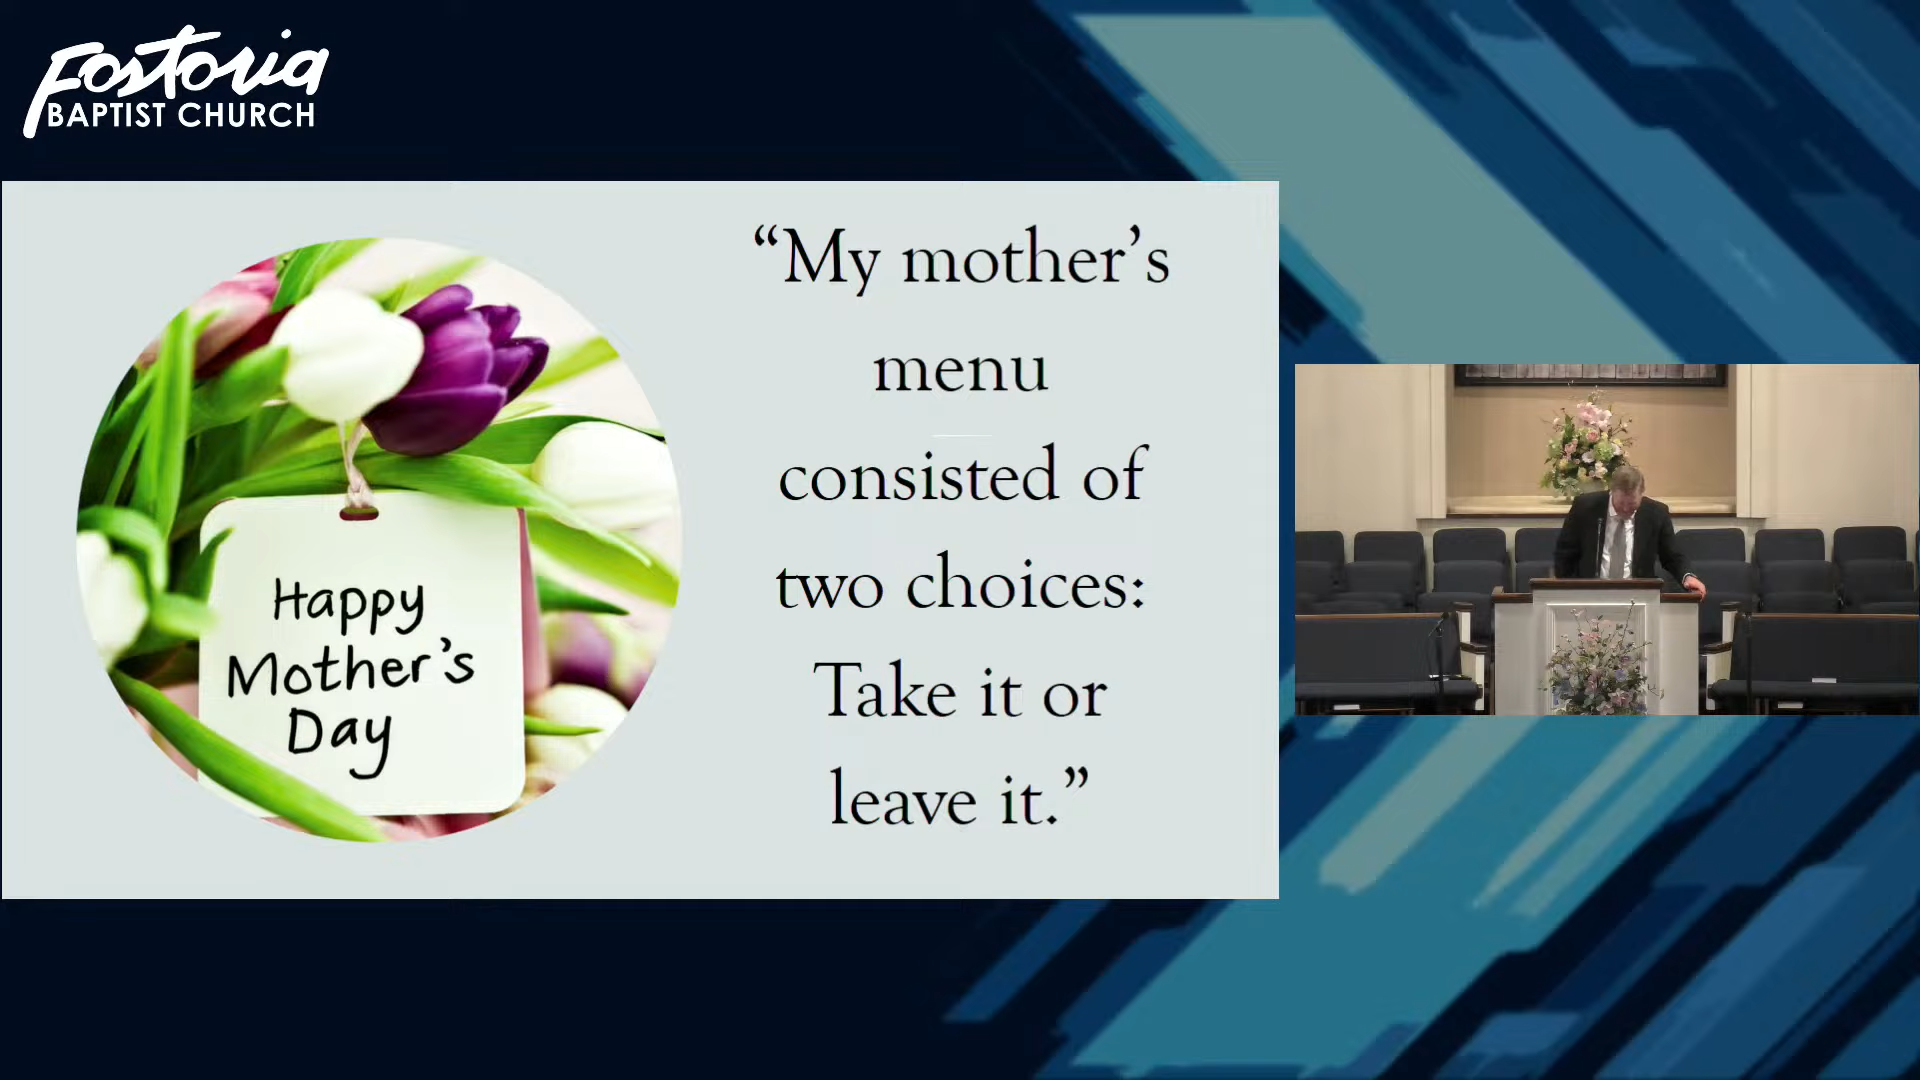 Fostoria
BAPTIST CHURCH
“My mother’s
menu
consisted of
two choices:
Take it or
leave it.”
Happy
Mother’s
Day